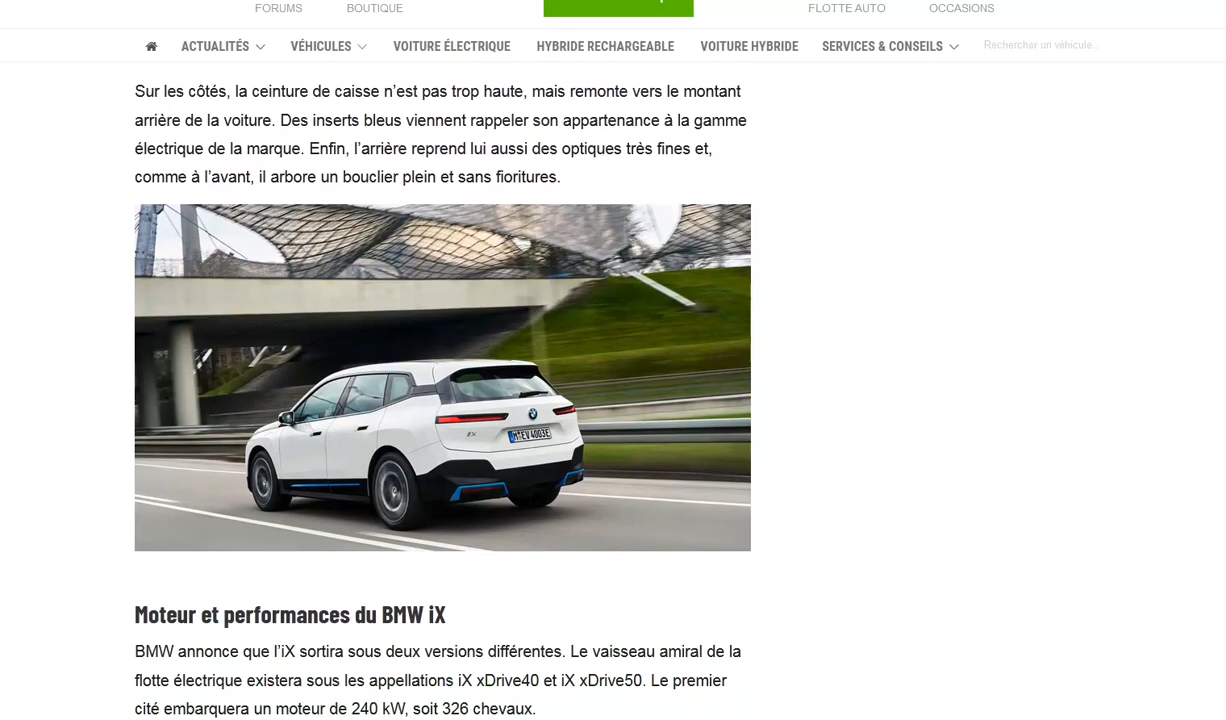 FORUMS BOUTIQUE FLOTTE AUTO OCCASIONS
ACTUALITÉS VÉHICULES VOITURE ÉLECTRIQUE HYBRIDE RECHARGEABLE VOITURE HYBRIDE SERVICES & CONSEILS Rechercher un véhicule...
Sur les côtés, la ceinture de caisse n’est pas trop haute, mais remonte vers le montant
arrière de la voiture. Des inserts bleus viennent rappeler son appartenance à la gamme
électrique de la marque. Enfin, l’arrière reprend lui aussi des optiques très fines et,
comme à l’avant, il arbore un bouclier plein et sans fioritures.
iX
M EV 4003E
Moteur et performances du BMW iX
BMW annonce que l’iX sortira sous deux versions différentes. Le vaisseau amiral de la
flotte électrique existera sous les appellations iX xDrive40 et iX xDrive50. Le premier
cité embarquera un moteur de 240 kW, soit 326 chevaux.